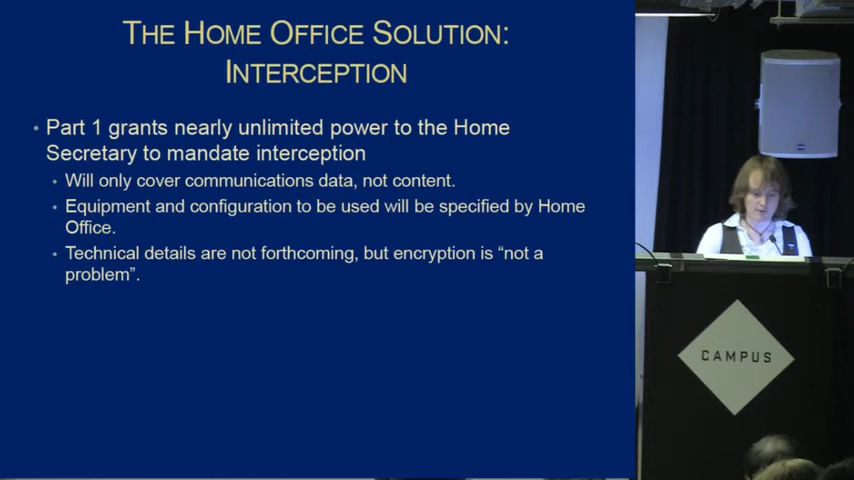 THE HOME OFFICE SOLUTION:
INTERCEPTION
• Part 1 grants nearly unlimited power to the Home
Secretary to mandate interception
• Will only cover communications data, not content.
• Equipment and configuration to be used will be specified by Home
Office.
• Technical details are not forthcoming, but encryption is “not a
problem”.
CAMPUS